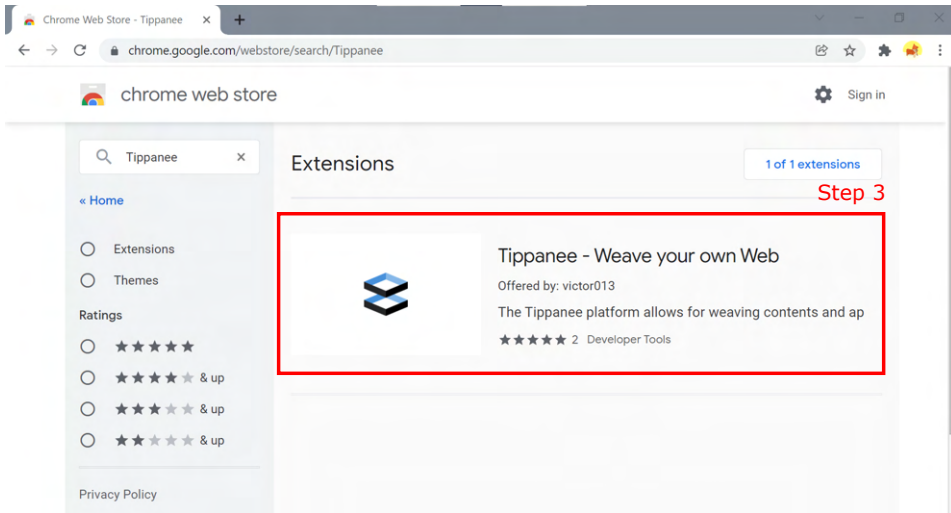 Chrome Web Store - Tippanee
chrome.google.com/webstore/search/Tippanee
chrome web store
Sign in
Tippanee
Extensions
1 of 1 extensions
Step 3
« Home
Extensions
Themes
Ratings
& up
& up
& up
Privacy Policy
Tippanee - Weave your own Web
Offered by: victor013
The Tippanee platform allows for weaving contents and ap
2 Developer Tools